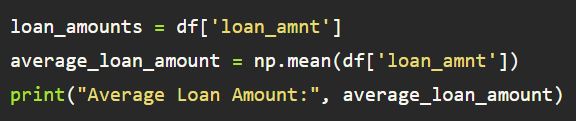 loan_amounts = df['loan_amnt']
average_loan_amount = np.mean(df['loan_amnt'])
print("Average Loan Amount:", average_loan_amount)